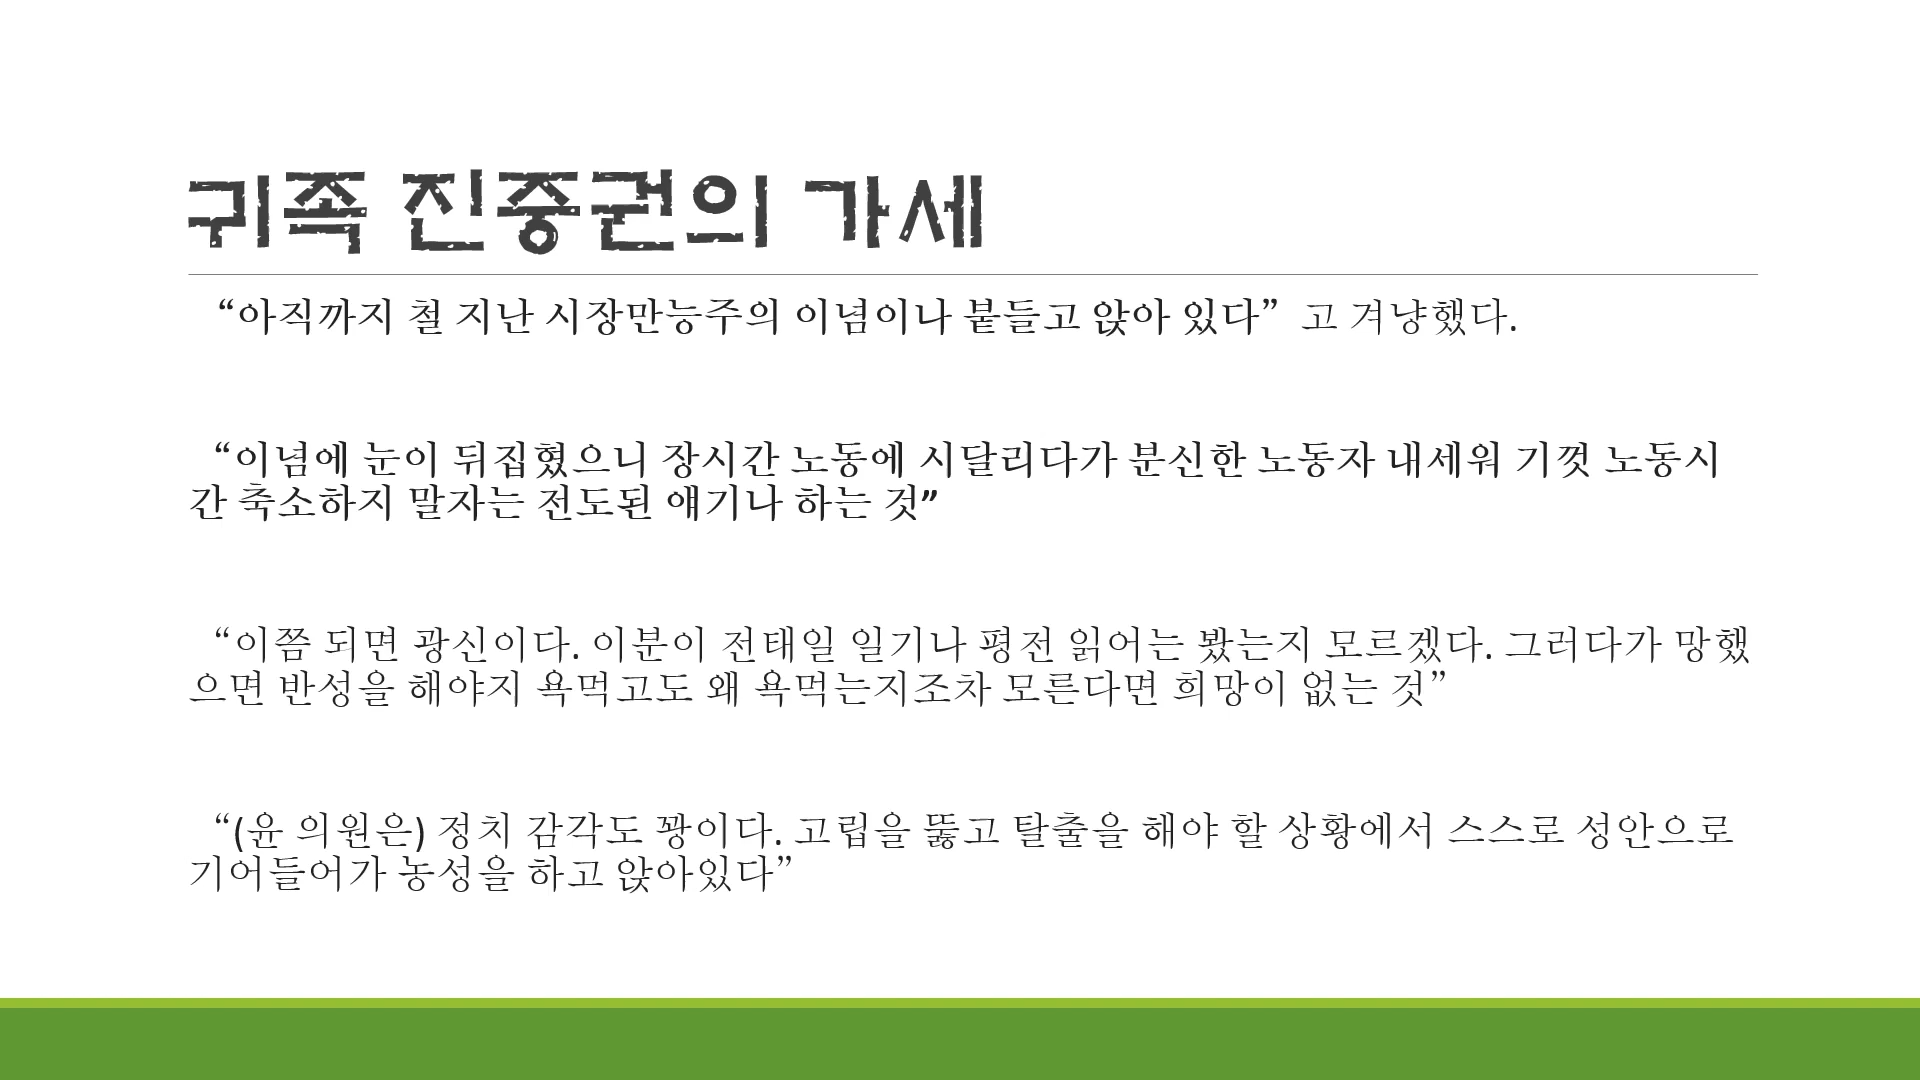 귀족 진중권의 가세
“아직까지 철 지난 시장만능주의 이념이나 붙들고 앉아 있다” 고 겨냥했다.
“이념에 눈이 뒤집혔으니 장시간 노동에 시달리다가 분신한 노동자 내세워 기껏 노동시
간 축소하지 말자는 전도된 얘기나 하는 것”
“이쯤 되면 광신이다. 이분이 전태일 일기나 평전 읽어는 봤는지 모르겠다. 그러다가 망했
으면 반성을 해야지 욕먹고도 왜 욕먹는지조차 모른다면 희망이 없는 것”
“(윤 의원은) 정치 감각도 꽝이다. 고립을 뚫고 탈출을 해야 할 상황에서 스스로 성안으로
기어들어가 농성을 하고 앉아있다”